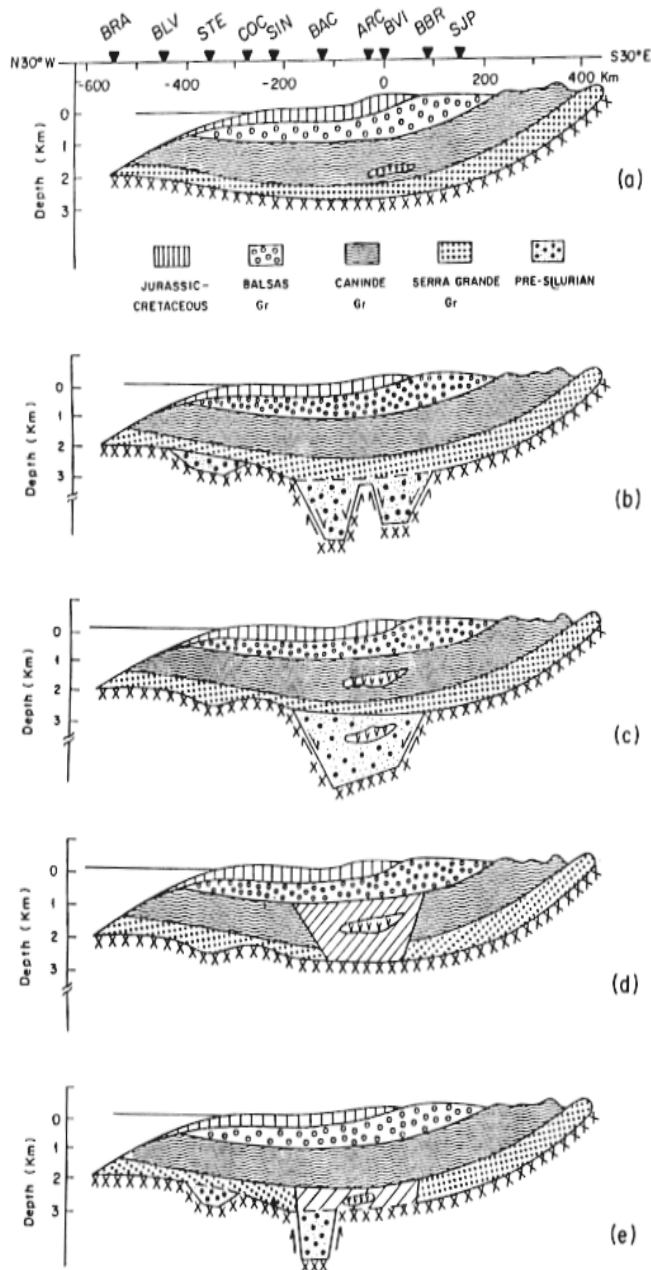 BRA BLV STE COC SIN BAC ARC BVI BBR SJP
N30°W S30°E
-600 -400 -200 0 200 400 Km
Depth (Km)
0
1
2
3
(a)
JURASSIC-CRETACEOUS
BALSAS Gr
CANINDE Gr
SERRA GRANDE Gr
PRE-SILURIAN
Depth (Km)
0
1
2
3
(b)
Depth (Km)
0
1
2
3
(c)
Depth (Km)
0
1
2
3
(d)
Depth (Km)
0
1
2
3
(e)